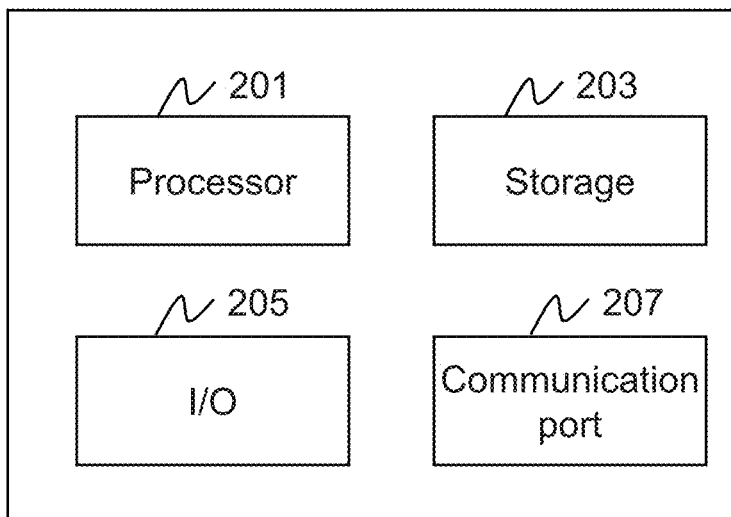 201
Processor
203
Storage
205
I/O
207
Communication
port